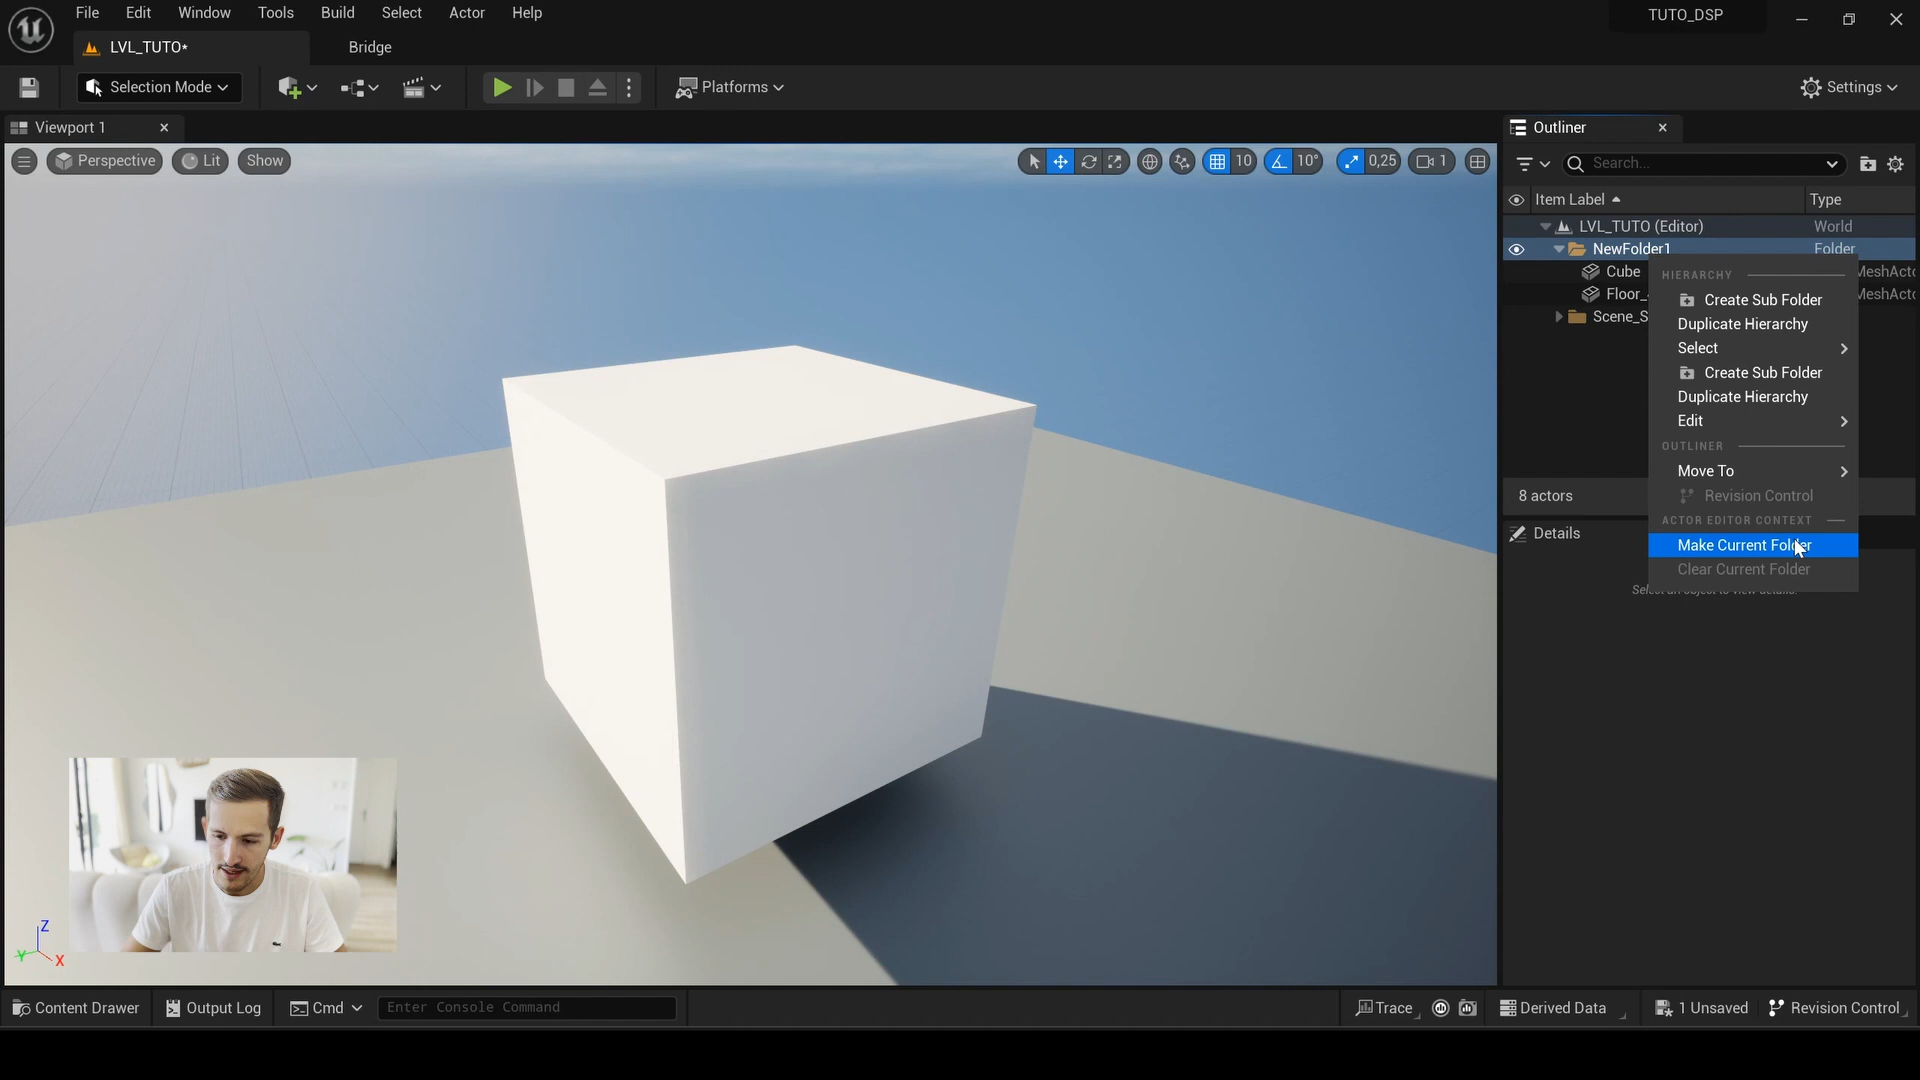 File Edit Window Tools Build Select Actor Help
TUTO_DSP
LVL_TUTO*
Bridge
Selection Mode
Platforms
Settings
Viewport 1
Outliner
Perspective
Lit
Show
10
10°
0,25
1
Search...
Item Label
Type
LVL_TUTO (Editor)
World
NewFolder1
Folder
Cube
MeshActo
Floor_
MeshActo
Scene_S
HIERARCHY
Create Sub Folder
Duplicate Hierarchy
Select
Create Sub Folder
Duplicate Hierarchy
Edit
OUTLINER
Move To
Revision Control
ACTOR EDITOR CONTEXT
Make Current Folder
Clear Current Folder
8 actors
Details
Select an object to view details.
Z
Y
X
Content Drawer
Output Log
Cmd
Enter Console Command
Trace
Derived Data
1 Unsaved
Revision Control